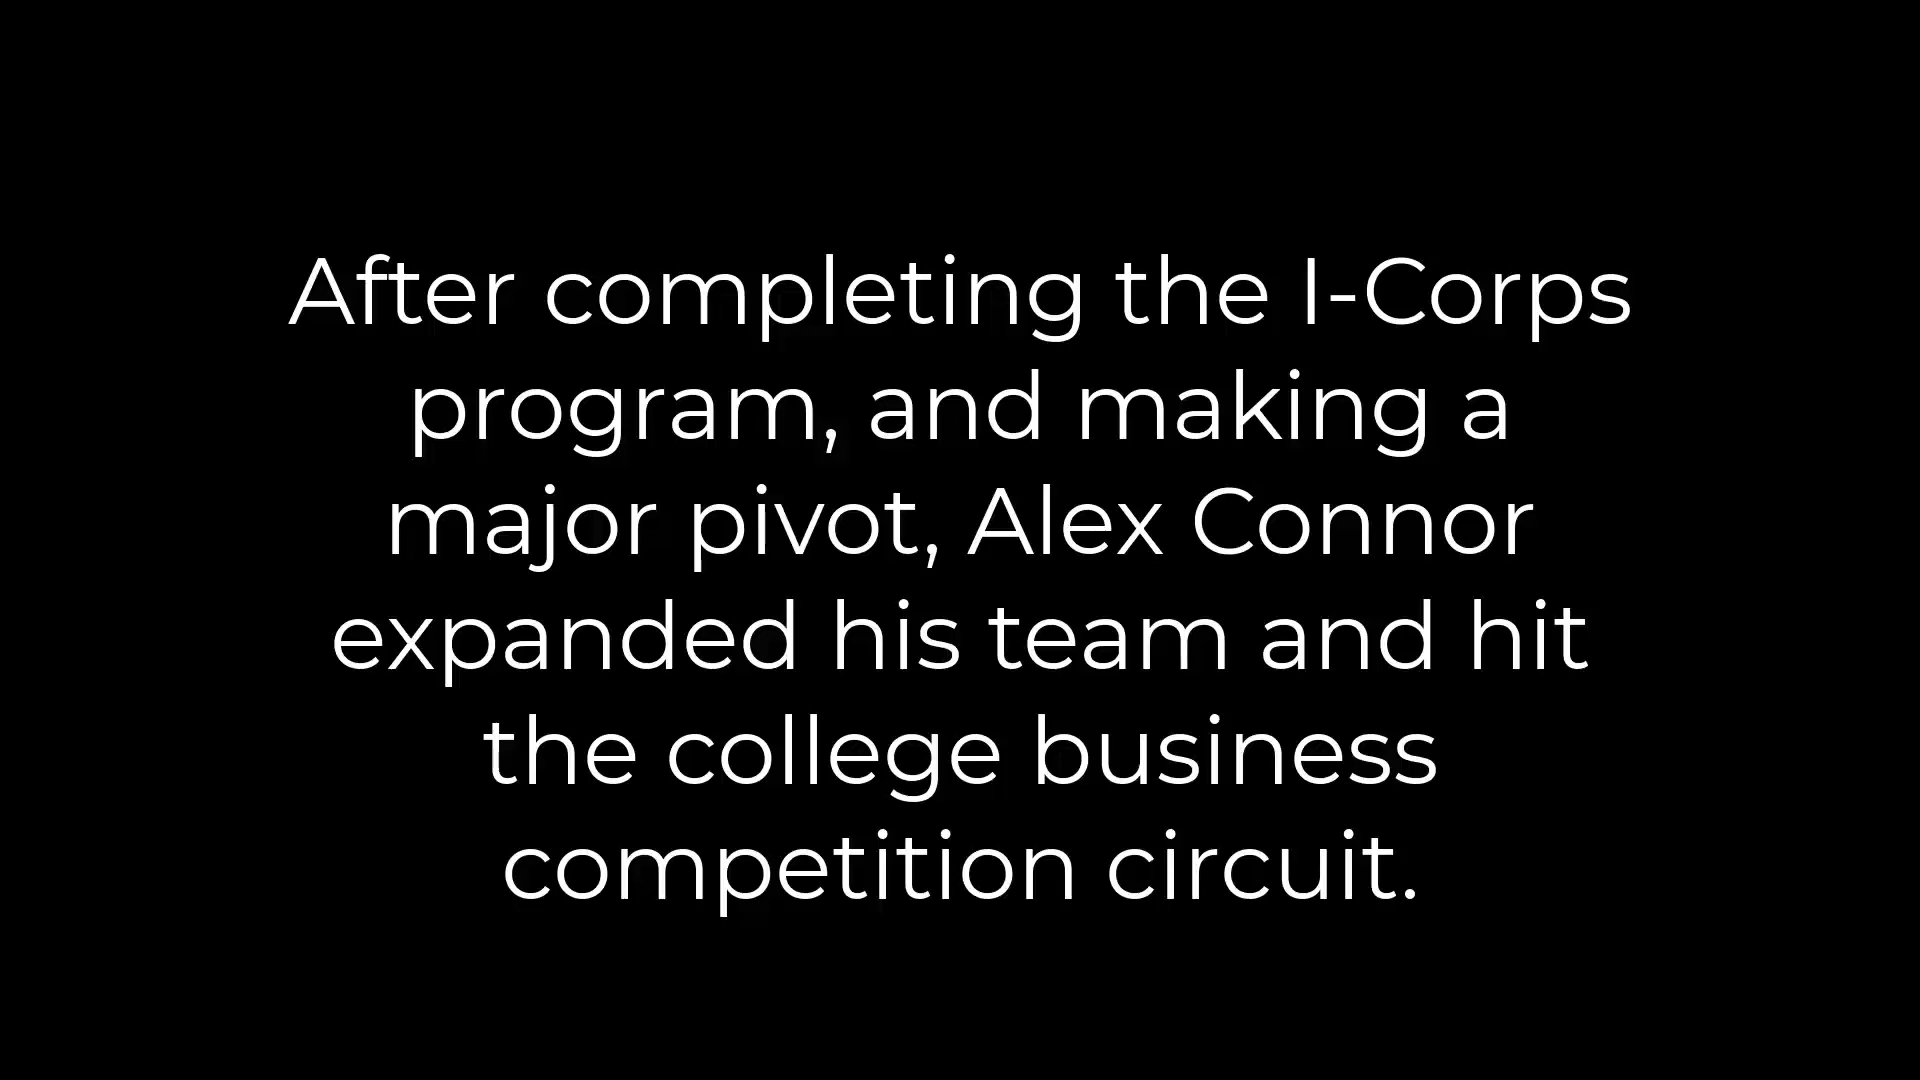 After completing the I-Corps
program, and making a
major pivot, Alex Connor
expanded his team and hit
the college business
competition circuit.